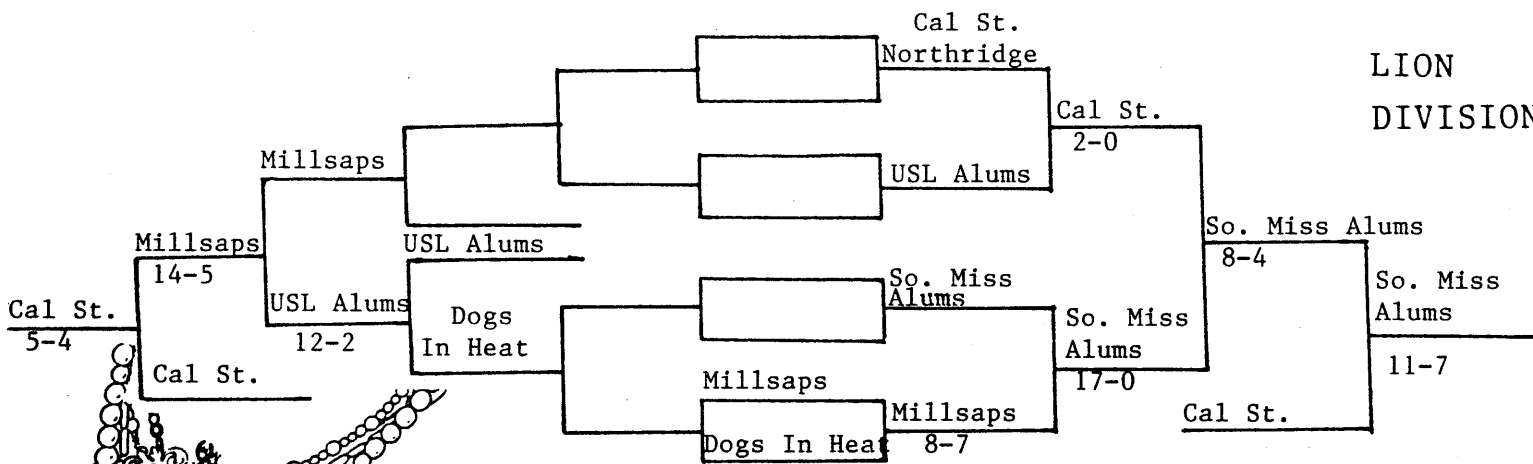 Cal St.
Northridge
LION
DIVISION
Cal St.
2-0
Millsaps
USL Alums
So. Miss Alums
8-4
Millsaps
14-5
USL Alums
So. Miss
Alums
So. Miss
Alums
11-7
Cal St.
5-4
USL Alums
12-2
Dogs
In Heat
So. Miss
Alums
17-0
Cal St.
Millsaps
Millsaps
8-7
Dogs In Heat
Cal St.